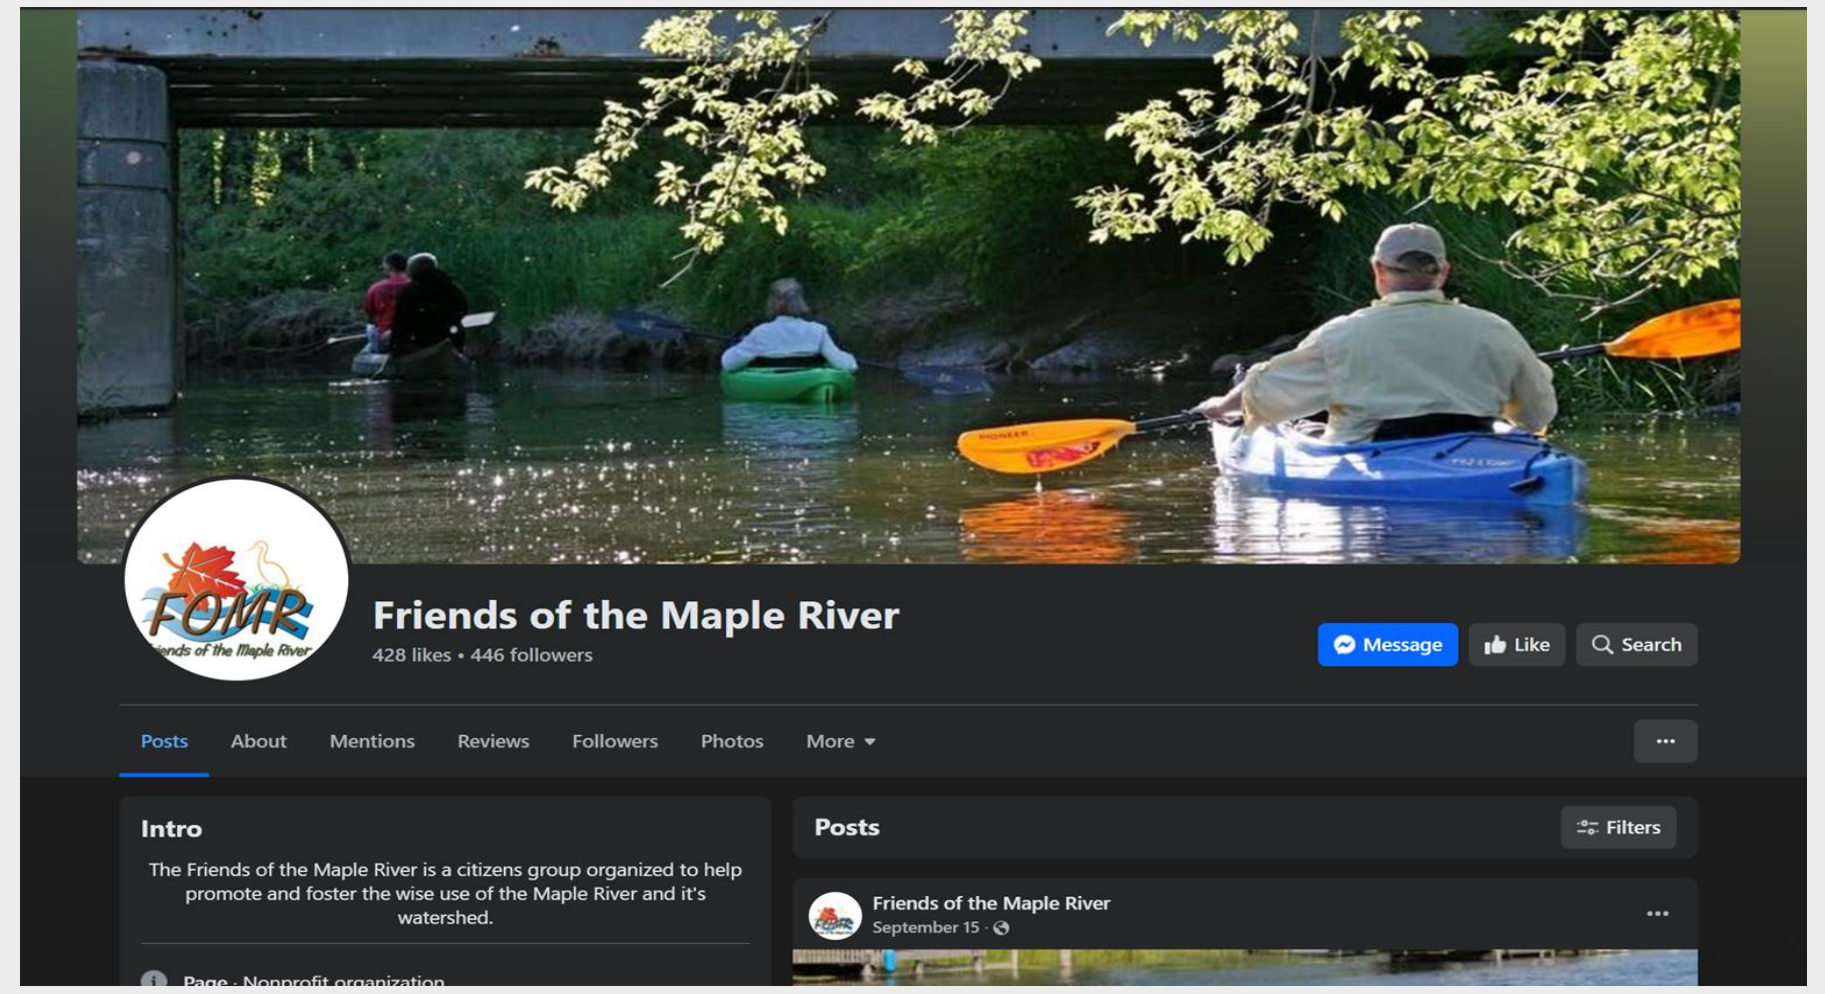 PIONEER
FOMR
ends of the Maple River
Friends of the Maple River
428 likes • 446 followers
Message
Like
Search
Posts
About
Mentions
Reviews
Followers
Photos
More
Intro
The Friends of the Maple River is a citizens group organized to help
promote and foster the wise use of the Maple River and it's
watershed.
Page · Nonprofit organization
Posts
Filters
Friends of the Maple River
September 15 ·